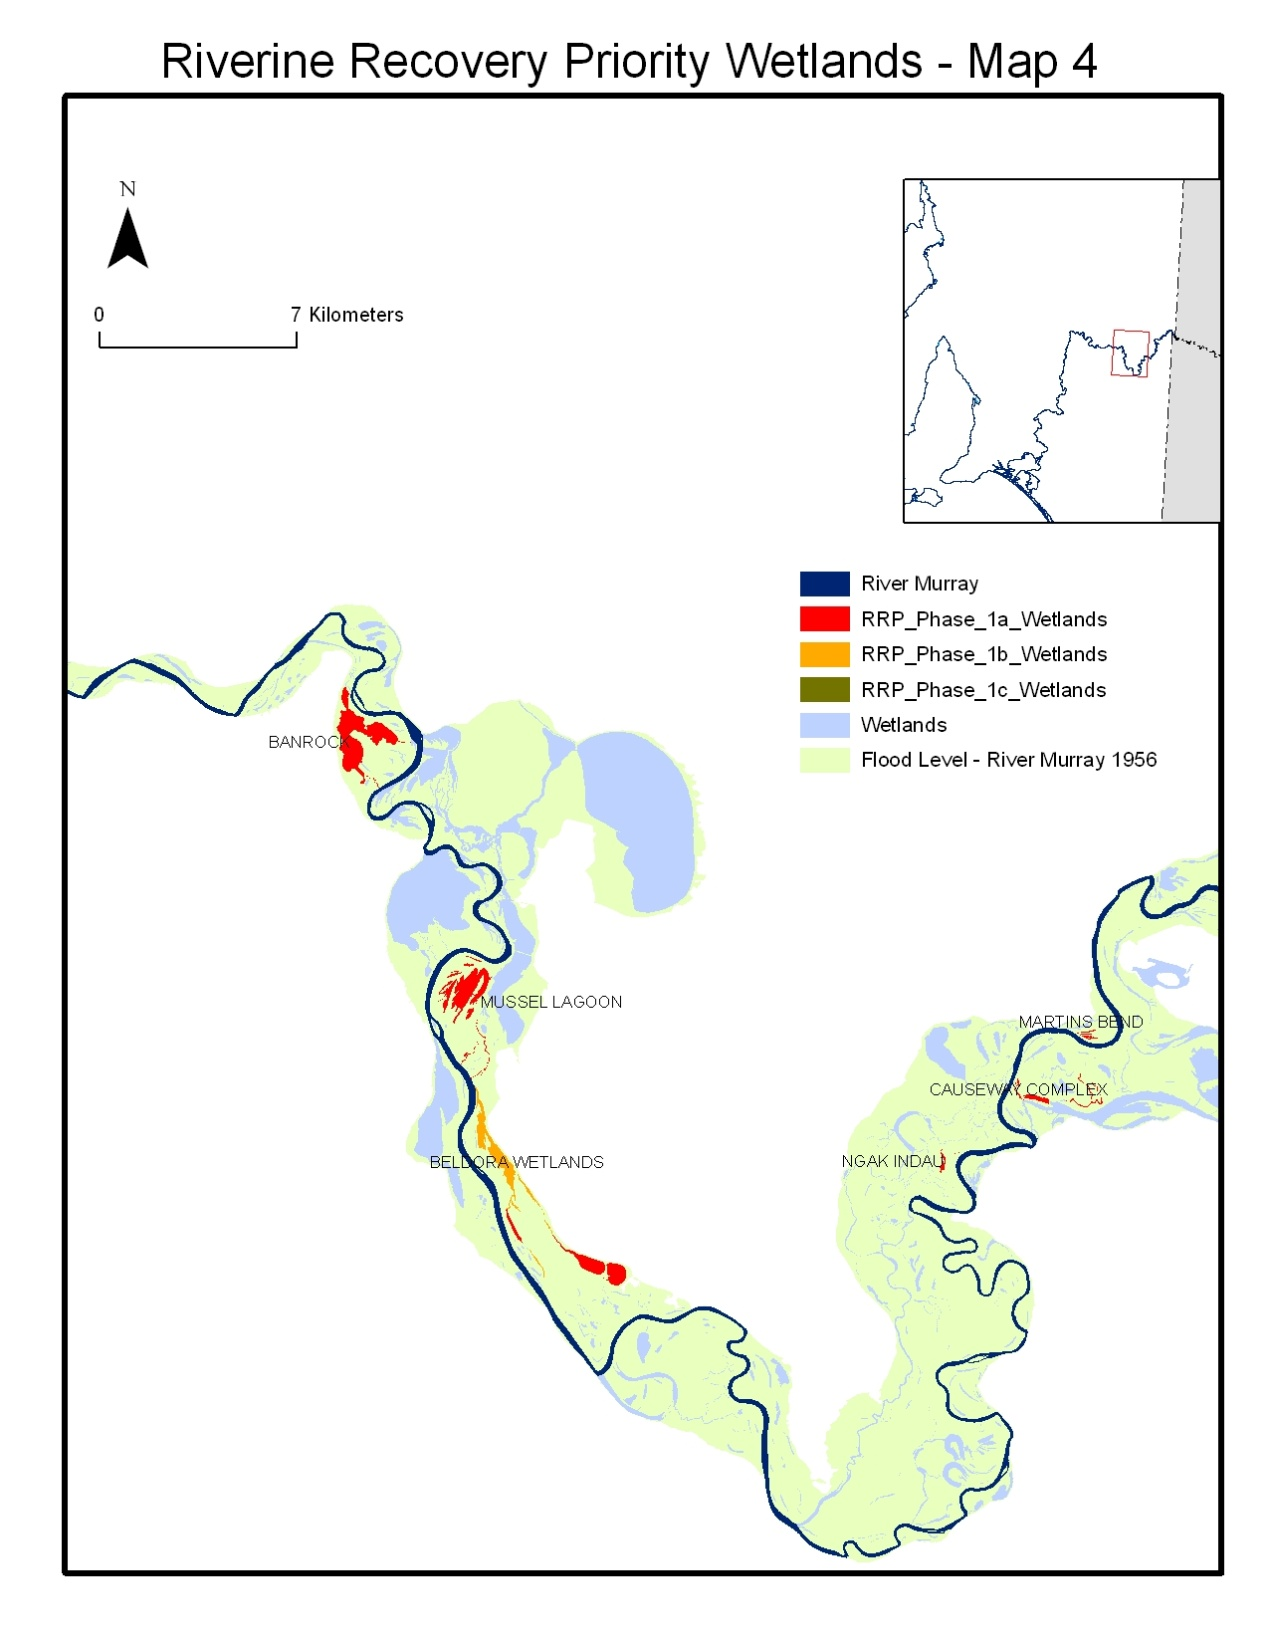 Riverine Recovery Priority Wetlands - Map 4
N
0 7 Kilometers
River Murray
RRP_Phase_1a_Wetlands
RRP_Phase_1b_Wetlands
RRP_Phase_1c_Wetlands
Wetlands
Flood Level - River Murray 1956
BANROCK
MUSSEL LAGOON
MARTINS BEND
CAUSEWAY COMPLEX
BELDORA WETLANDS
NGAK INDAU